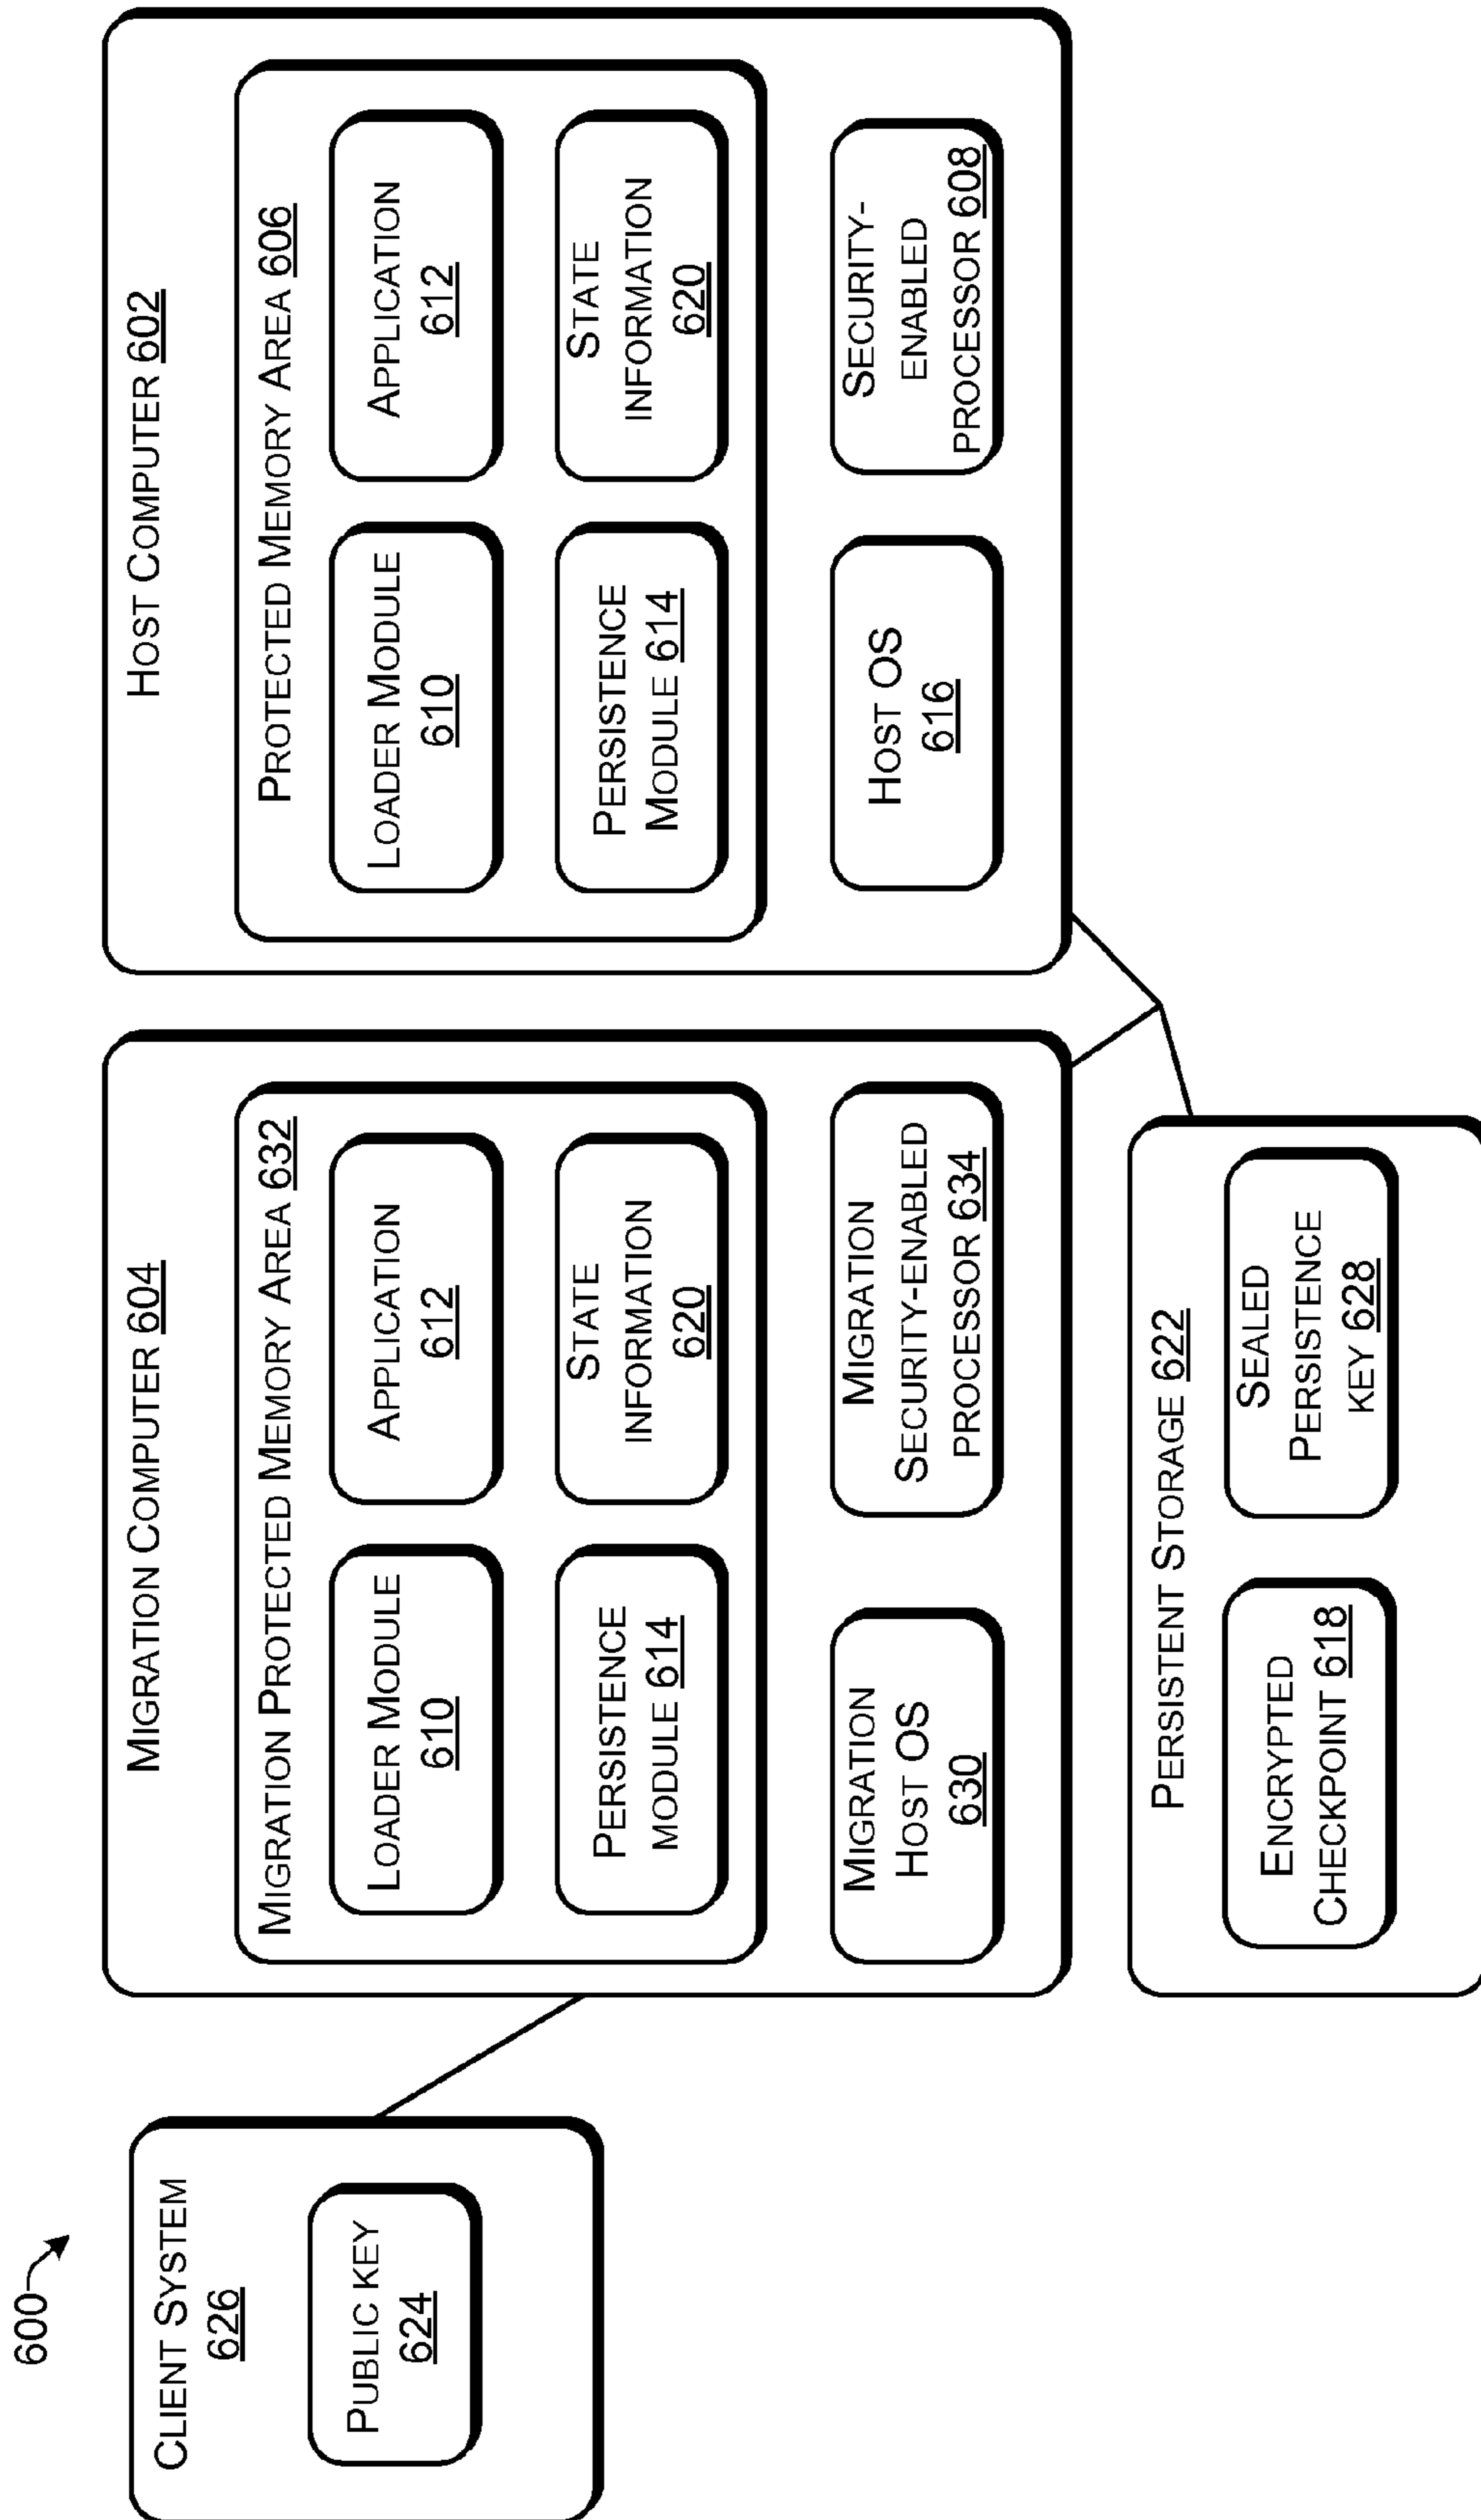 600
CLIENT SYSTEM
626
PUBLIC KEY
624
MIGRATION COMPUTER 604
MIGRATION PROTECTED MEMORY AREA 632
LOADER MODULE
610
APPLICATION
612
PERSISTENCE
MODULE 614
STATE
INFORMATION
620
MIGRATION
HOST OS
630
MIGRATION
SECURITY-ENABLED
PROCESSOR 634
HOST COMPUTER 602
PROTECTED MEMORY AREA 606
LOADER MODULE
610
APPLICATION
612
PERSISTENCE
MODULE 614
STATE
INFORMATION
620
HOST OS
616
SECURITY-
ENABLED
PROCESSOR 608
PERSISTENT STORAGE 622
ENCRYPTED
CHECKPOINT 618
SEALED
PERSISTENCE
KEY 628